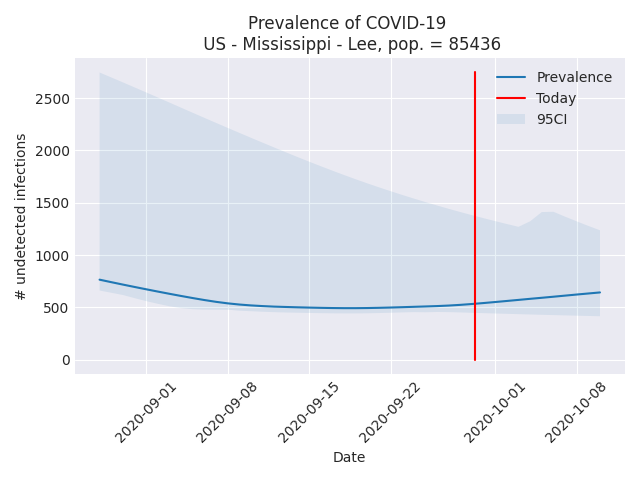 Prevalence of COVID-19
US - Mississippi - Lee, pop. = 85436
Prevalence
Today
95CI
# undetected infections
2500
2000
1500
1000
500
0
2020-09-01
2020-09-08
2020-09-15
2020-09-22
2020-10-01
2020-10-08
Date